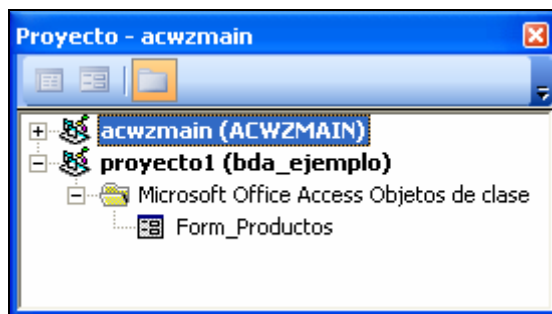 Proyecto - acwzmain
acwzmain (ACWZMAIN)
proyecto1 (bda_ejemplo)
Microsoft Office Access Objetos de clase
Form_Productos